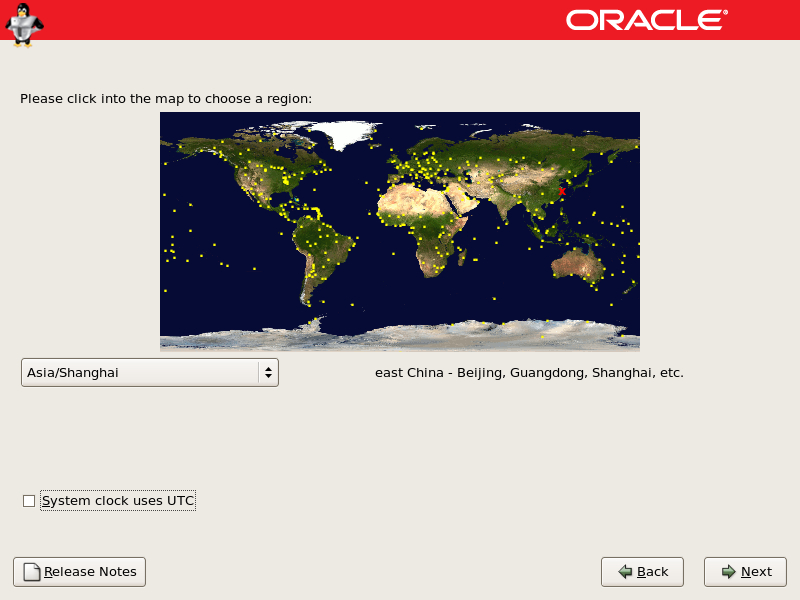 ORACLE®
Please click into the map to choose a region:
Asia/Shanghai
east China - Beijing, Guangdong, Shanghai, etc.
System clock uses UTC
Release Notes
Back
Next